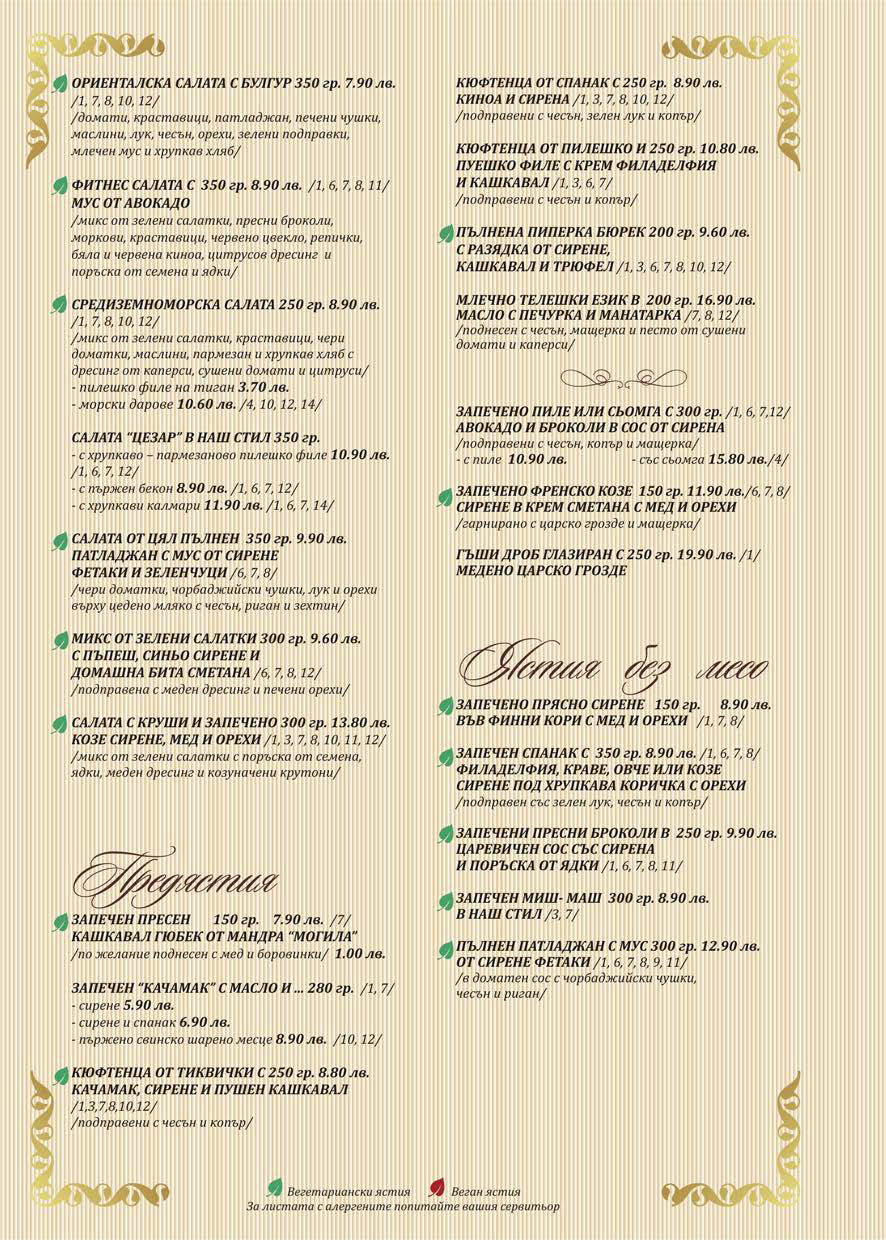 ОРИЕНТАЛСКА САЛАТА С БУЛГУР 350 гр. 7.90 лв.
/1, 7, 8, 10, 12/
/домати, краставици, патладжан, печени чушки,
маслини, лук, чесън, орехи, зелени подправки,
млечен мус и хрупкав хляб/
ФИТНЕС САЛАТА С 350 гр. 8.90 лв. /1, 6, 7, 8, 11/
МУС ОТ АВОКАДО
/микс от зелени салатки, пресни броколи,
моркови, краставици, червено цвекло, репички,
бяла и червена киноа, цитрусов дресинг и
поръска от семена и ядки/
СРЕДИЗЕМНОМОРСКА САЛАТА 250 гр. 8.90 лв.
/1, 7, 8, 10, 12/
/микс от зелени салатки, краставици, чери
доматки, маслини, пармезан и хрупкав хляб с
дресинг от каперси, сушени домати и цитруси/
- пилешко филе на тиган 3.70 лв.
- морски дарове 10.60 лв. /4, 10, 12, 14/
САЛАТА “ЦЕЗАР” В НАШ СТИЛ 350 гр.
- с хрупкаво – пармезаново пилешко филе 10.90 лв.
/1, 6, 7, 12/
- с пържен бекон 8.90 лв. /1, 6, 7, 12/
- с хрупкави калмари 11.90 лв. /1, 6, 7, 14/
САЛАТА ОТ ЦЯЛ ПЪЛНЕН 350 гр. 9.90 лв.
ПАТЛАДЖАН С МУС ОТ СИРЕНЕ
ФЕТАКИ И ЗЕЛЕНЧУЦИ /6, 7, 8/
/чери доматки, чорбаджийски чушки, лук и орехи
върху цедено мляко с чесън, риган и зехтин/
МИКС ОТ ЗЕЛЕНИ САЛАТКИ 300 гр. 9.60 лв.
С ПЪПЕШ, СИНЬО СИРЕНЕ И
ДОМАШНА БИТА СМЕТАНА /6, 7, 8, 12/
/подправена с меден дресинг и печени орехи/
САЛАТА С КРУШИ И ЗАПЕЧЕНО 300 гр. 13.80 лв.
КОЗЕ СИРЕНЕ, МЕД И ОРЕХИ /1, 3, 7, 8, 10, 11, 12/
/микс от зелени салатки с поръска от семена,
ядки, меден дресинг и козуначени крутони/
Предястия
ЗАПЕЧЕН ПРЕСЕН 150 гр. 7.90 лв. /7/
КАШКАВАЛ ГЮБЕК ОТ МАНДРА “МОГИЛА”
/по желание поднесен с мед и боровинки/ 1.00 лв.
ЗАПЕЧЕН “КАЧАМАК” С МАСЛО И ... 280 гр. /1, 7/
- сирене 5.90 лв.
- сирене и спанак 6.90 лв.
- пържено свинско шарено месце 8.90 лв. /10, 12/
КЮФТЕНЦА ОТ ТИКВИЧКИ С 250 гр. 8.80 лв.
КАЧАМАК, СИРЕНЕ И ПУШЕН КАШКАВАЛ
/1,3,7,8,10,12/
/подправени с чесън и копър/
КЮФТЕНЦА ОТ СПАНАК С 250 гр. 8.90 лв.
КИНОА И СИРЕНА /1, 3, 7, 8, 10, 12/
/подправени с чесън, зелен лук и копър/
КЮФТЕНЦА ОТ ПИЛЕШКО И 250 гр. 10.80 лв.
ПУЕШКО ФИЛЕ С КРЕМ ФИЛАДЕЛФИЯ
И КАШКАВАЛ /1, 3, 6, 7/
/подправени с чесън и копър/
ПЪЛНЕНА ПИПЕРКА БЮРЕК 200 гр. 9.60 лв.
С РАЗЯДКА ОТ СИРЕНЕ,
КАШКАВАЛ И ТРЮФЕЛ /1, 3, 6, 7, 8, 10, 12/
МЛЕЧНО ТЕЛЕШКИ ЕЗИК В 200 гр. 16.90 лв.
МАСЛО С ПЕЧУРКА И МАНАТАРКА /7, 8, 12/
/поднесен с чесън, мащерка и песто от сушени
домати и каперси/
ЗАПЕЧЕНО ПИЛЕ ИЛИ СЬОМГА С 300 гр. /1, 6, 7,12/
АВОКАДО И БРОКОЛИ В СОС ОТ СИРЕНА
/подправени с чесън, копър и мащерка/
- с пиле 10.90 лв. - със сьомга 15.80 лв./4/
ЗАПЕЧЕНО ФРЕНСКО КОЗЕ 150 гр. 11.90 лв./6, 7, 8/
СИРЕНЕ В КРЕМ СМЕТАНА С МЕД И ОРЕХИ
/гарнирано с царско грозде и мащерка/
ГЪШИ ДРОБ ГЛАЗИРАН С 250 гр. 19.90 лв. /1/
МЕДЕНО ЦАРСКО ГРОЗДЕ
Ястия без месо
ЗАПЕЧЕНО ПРЯСНО СИРЕНЕ 150 гр. 8.90 лв.
ВЪВ ФИННИ КОРИ С МЕД И ОРЕХИ /1, 7, 8/
ЗАПЕЧЕН СПАНАК С 350 гр. 8.90 лв. /1, 6, 7, 8/
ФИЛАДЕЛФИЯ, КРАВЕ, ОВЧЕ ИЛИ КОЗЕ
СИРЕНЕ ПОД ХРУПКАВА КОРИЧКА С ОРЕХИ
/подправен със зелен лук, чесън и копър/
ЗАПЕЧЕНИ ПРЕСНИ БРОКОЛИ В 250 гр. 9.90 лв.
ЦАРЕВИЧЕН СОС СЪС СИРЕНА
И ПОРЪСКА ОТ ЯДКИ /1, 6, 7, 8, 11/
ЗАПЕЧЕН МИШ- МАШ 300 гр. 8.90 лв.
В НАШ СТИЛ /3, 7/
ПЪЛНЕН ПАТЛАДЖАН С МУС 300 гр. 12.90 лв.
ОТ СИРЕНЕ ФЕТАКИ /1, 6, 7, 8, 9, 11/
/в доматен сос с чорбаджийски чушки,
чесън и риган/
Вегетариански ястия Веган ястия
За листата с алергените попитайте вашия сервитьор